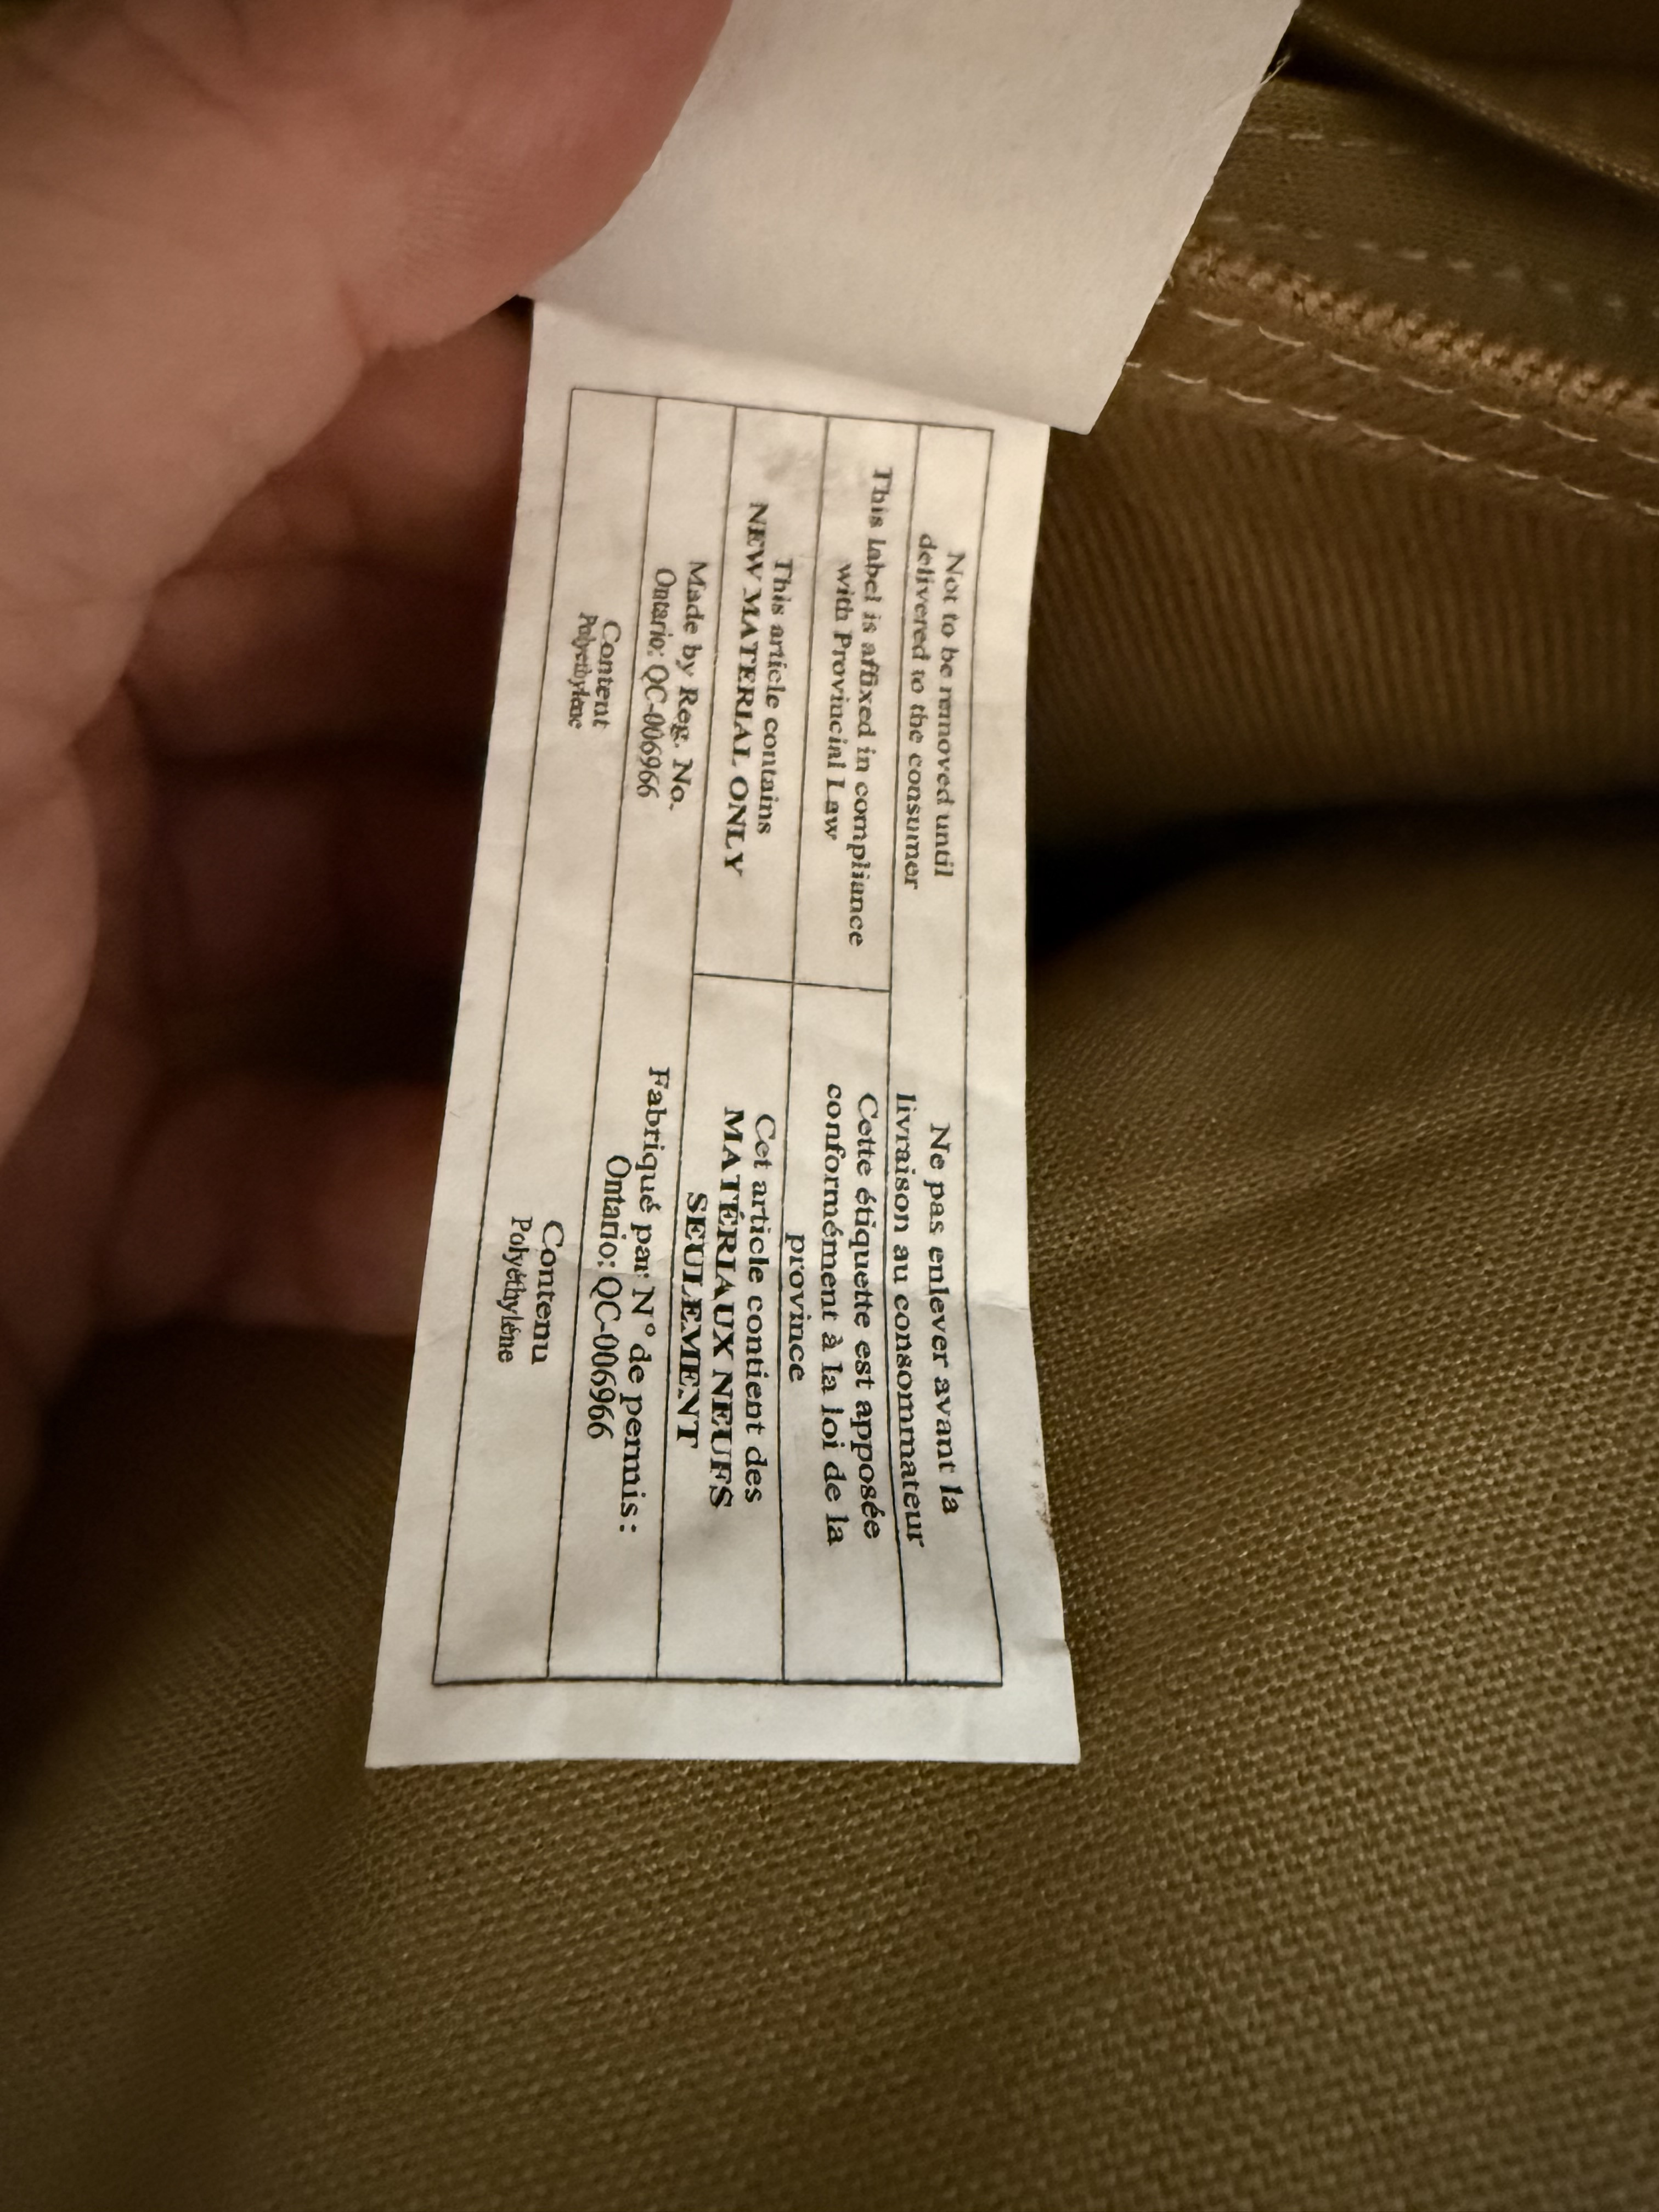 Not to be removed until
delivered to the consumer
Ne pas enlever avant la
livraison au consommateur
This label is affixed in compliance
with Provincial Law
Cette étiquette est apposée
conformément à la loi de la
province
This article contains
NEW MATERIAL ONLY
Cet article contient des
MATÉRIAUX NEUFS
SEULEMENT
Made by Reg. No.
Ontario: QC-006966
Fabriqué par N° de permis:
Ontario: QC-006966
Content
Polyethylene
Contenu
Polyéthylène